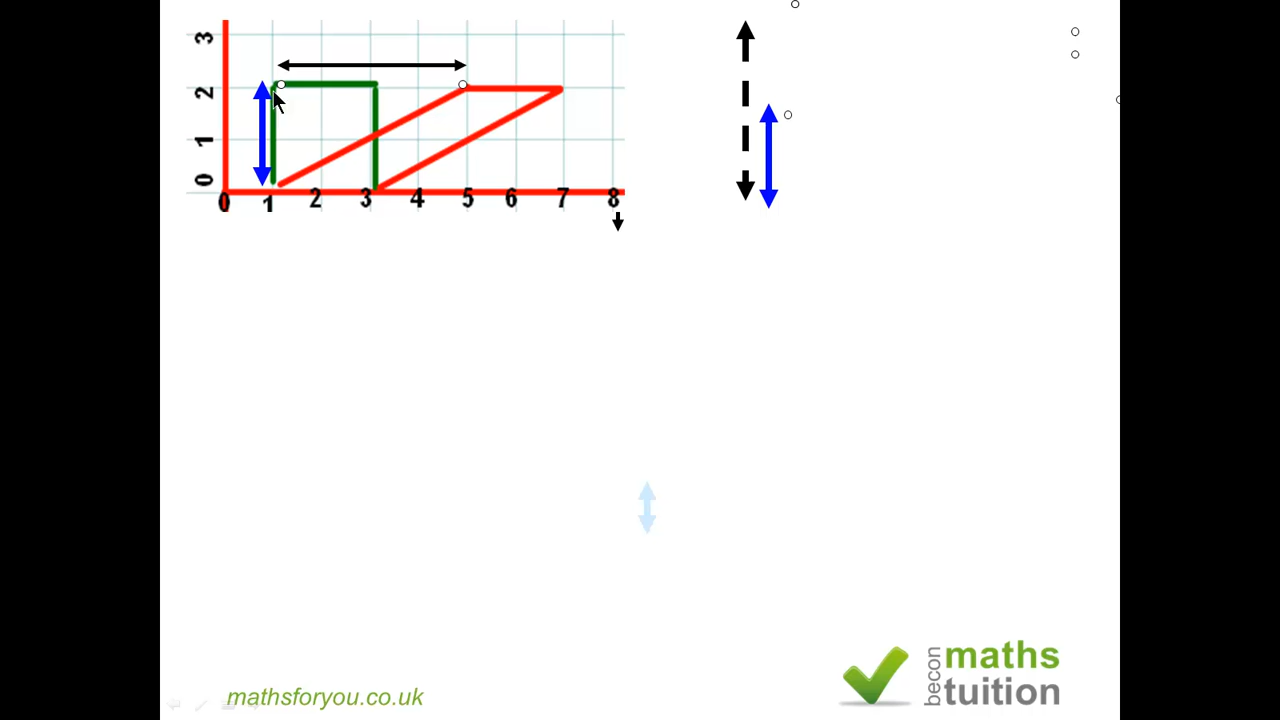 3
2
1
0
0 1 2 3 4 5 6 7 8
mathsforyou.co.uk
becon
maths
tuition